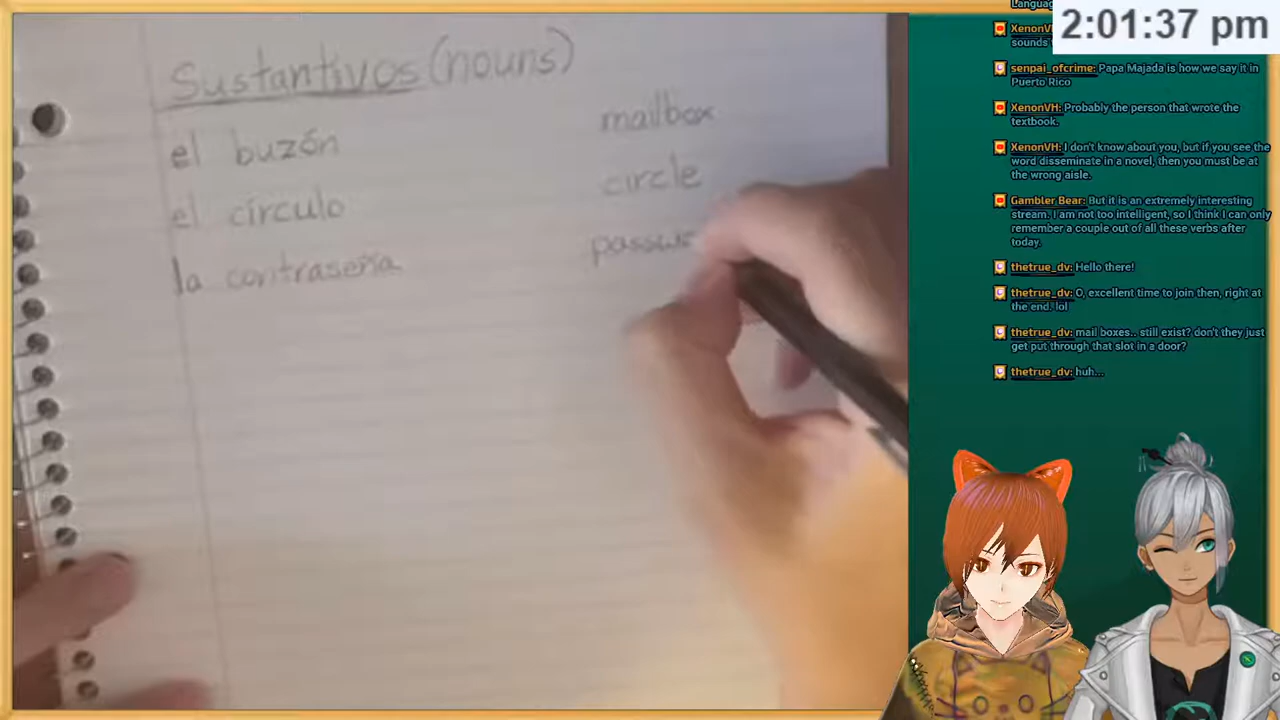 Sustantivos (nouns)
el buzón mailbox
el círculo circle
la contraseña passwo
2:01:37 pm
Languag
XenonV
sounds
senpai_ofcrime: Papa Majada is how we say it in
Puerto Rico
XenonVH: Probably the person that wrote the
textbook.
XenonVH: I don't know about you, but if you see the
word disseminate in a novel, then you must be at
the wrong aisle.
Gambler Bear: But it is an extremely interesting
stream. I am not too intelligent, so I think I can only
remember a couple out of all these verbs after
today.
thetrue_dv: Hello there!
thetrue_dv: O, excellent time to join then, right at
the end. lol
thetrue_dv: mail boxes.. still exist? don't they just
get put through that slot in a door?
thetrue_dv: huh...